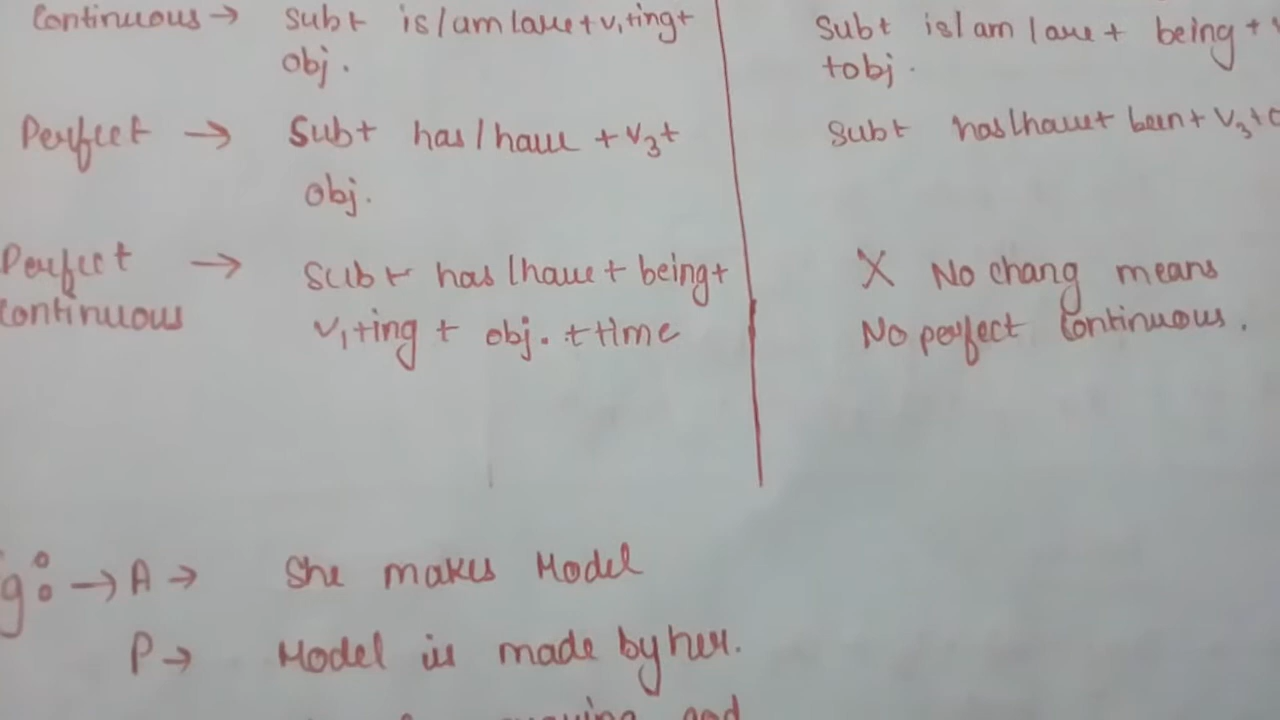 Continuous → Sub+ is/am/are + v1+ing+
obj.
Perfect → Sub+ has/have + v3+
obj.
Perfect → Sub+ has/have + being+
Continuous v1+ing + obj. + time
Sub+ is/am/are + being +
+obj.
Sub+ has/have+ been+ V3+
X No chang means
No perfect Continuous.
g: → A → She makes Model
P → Model is made by her.
and